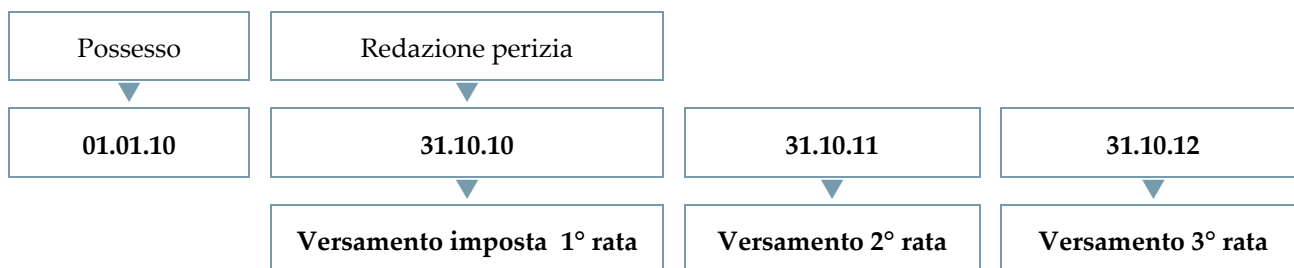 Possesso
Redazione perizia
01.01.10
31.10.10
31.10.11
31.10.12
Versamento imposta 1° rata
Versamento 2° rata
Versamento 3° rata